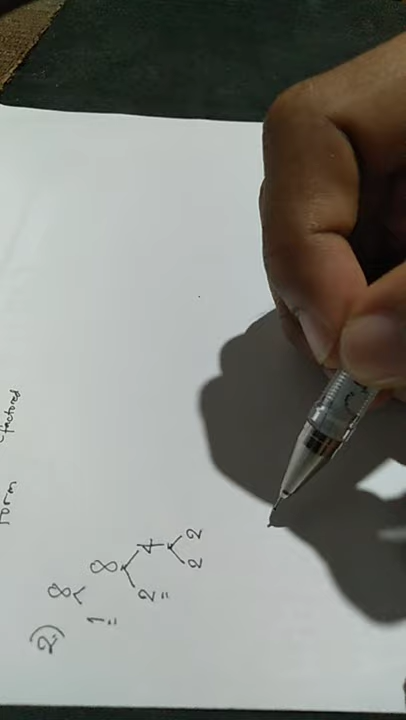 form (factored
2) 8
1 8
2 4
2 2